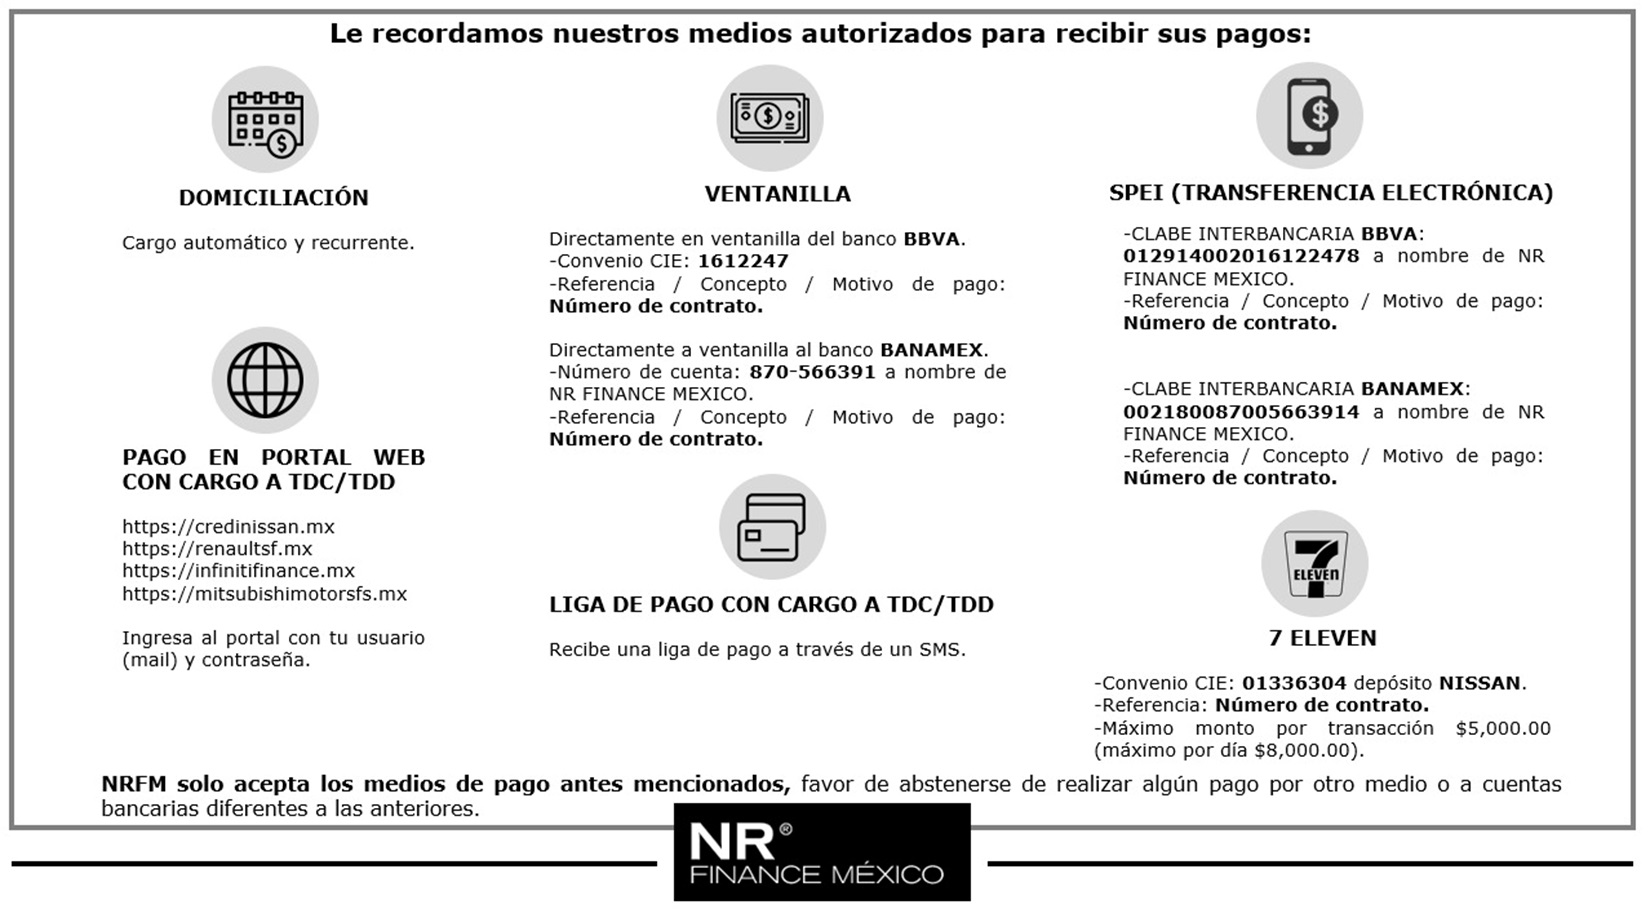 Le recordamos nuestros medios autorizados para recibir sus pagos:
DOMICILIACIÓN
Cargo automático y recurrente.
PAGO EN PORTAL WEB
CON CARGO A TDC/TDD
https://credinissan.mx
https://renaultsf.mx
https://infinitifinance.mx
https://mitsubishimotorsfs.mx
Ingresa al portal con tu usuario
(mail) y contraseña.
VENTANILLA
Directamente en ventanilla del banco BBVA.
-Convenio CIE: 1612247
-Referencia / Concepto / Motivo de pago:
Número de contrato.
Directamente a ventanilla al banco BANAMEX.
-Número de cuenta: 870-566391 a nombre de
NR FINANCE MEXICO.
-Referencia / Concepto / Motivo de pago:
Número de contrato.
LIGA DE PAGO CON CARGO A TDC/TDD
Recibe una liga de pago a través de un SMS.
SPEI (TRANSFERENCIA ELECTRÓNICA)
-CLABE INTERBANCARIA BBVA:
012914002016122478 a nombre de NR
FINANCE MEXICO.
-Referencia / Concepto / Motivo de pago:
Número de contrato.
-CLABE INTERBANCARIA BANAMEX:
002180087005663914 a nombre de NR
FINANCE MEXICO.
-Referencia / Concepto / Motivo de pago:
Número de contrato.
7
ELEVEn
7 ELEVEN
-Convenio CIE: 01336304 depósito NISSAN.
-Referencia: Número de contrato.
-Máximo monto por transacción $5,000.00
(máximo por día $8,000.00).
NRFM solo acepta los medios de pago antes mencionados, favor de abstenerse de realizar algún pago por otro medio o a cuentas
bancarias diferentes a las anteriores.
NR®
FINANCE MÉXICO